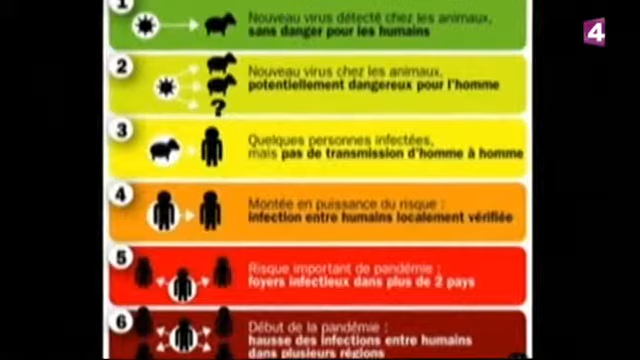 1
Nouveau virus détecté chez les animaux,
sans danger pour les humains
4
2
Nouveau virus chez les animaux,
potentiellement dangereux pour l'homme
?
3
Quelques personnes infectées,
mais pas de transmission d'homme à homme
4
Montée en puissance du risque :
infection entre humains localement vérifiée
5
Risque important de pandémie :
foyers infectieux dans plus de 2 pays
6
Début de la pandémie :
hausse des infections entre humains
dans plusieurs régions